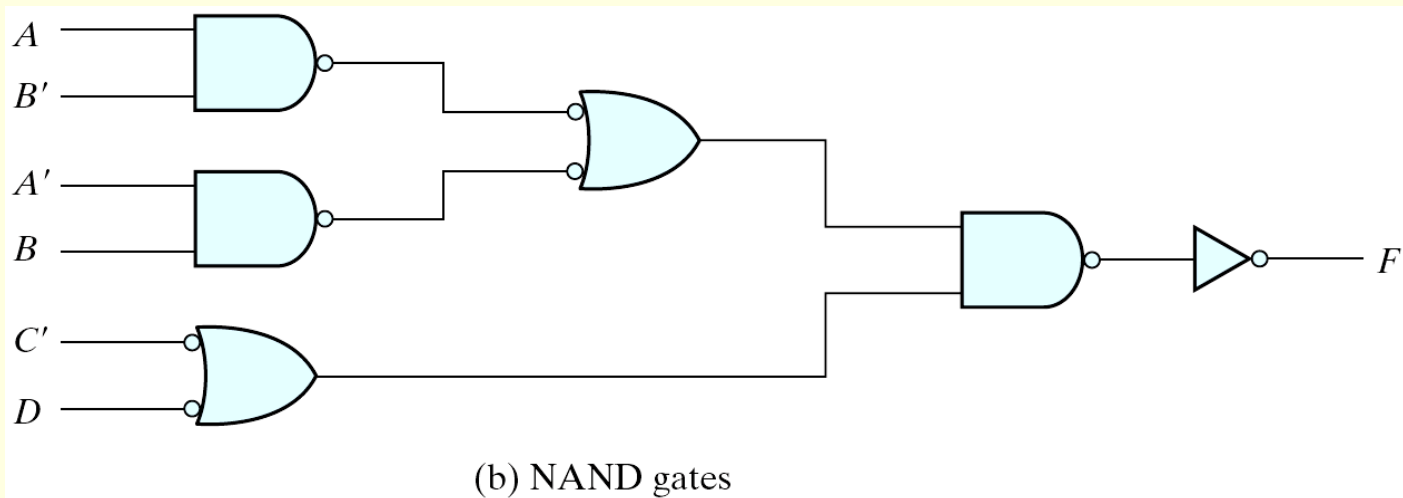 A
B′
A′
B
C′
D
F
(b) NAND gates